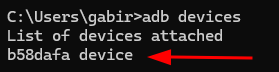 C:\Users\gabir>adb devices
List of devices attached
b58dafa device